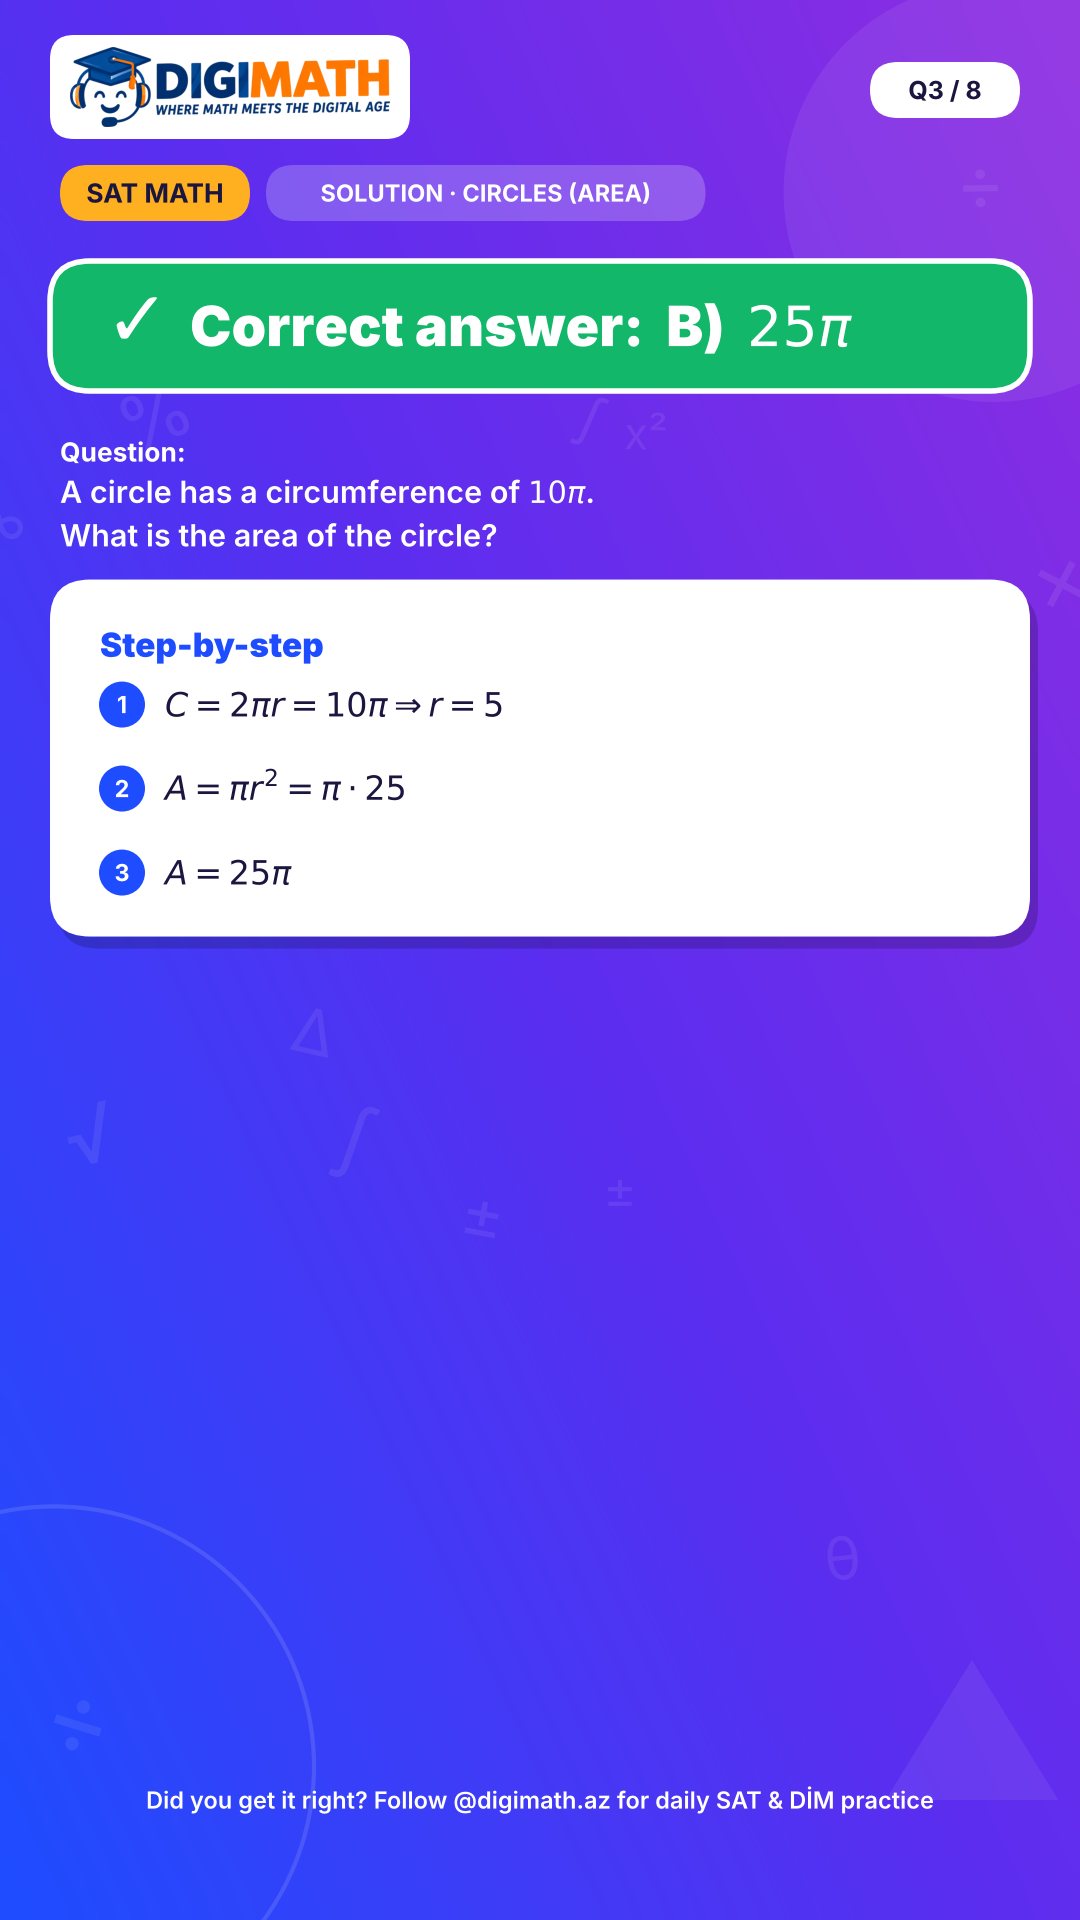 DIGIMATH
WHERE MATH MEETS THE DIGITAL AGE
Q3 / 8
SAT MATH
SOLUTION · CIRCLES (AREA)
✓ Correct answer: B) 25π
% ∫ x²
Question:
A circle has a circumference of 10π.
What is the area of the circle?
Step-by-step
1 C = 2πr = 10π ⇒ r = 5
2 A = πr² = π · 25
3 A = 25π
Δ
√ ∫
± ±
θ
÷
Did you get it right? Follow @digimath.az for daily SAT & DİM practice